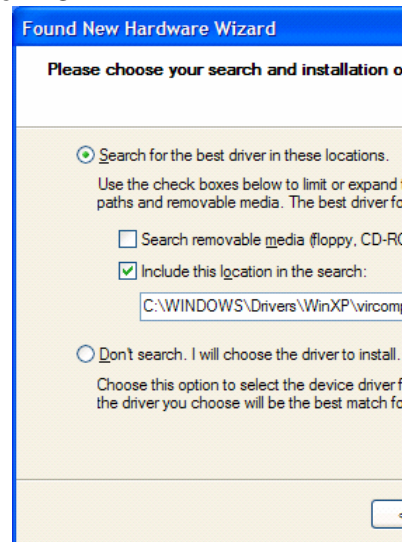 Found New Hardware Wizard
Please choose your search and installation o
Search for the best driver in these locations.
Use the check boxes below to limit or expand
paths and removable media. The best driver fo
Search removable media (floppy, CD-RO
Include this location in the search:
C:\WINDOWS\Drivers\WinXP\vircomp
Don't search. I will choose the driver to install.
Choose this option to select the device driver f
the driver you choose will be the best match fo